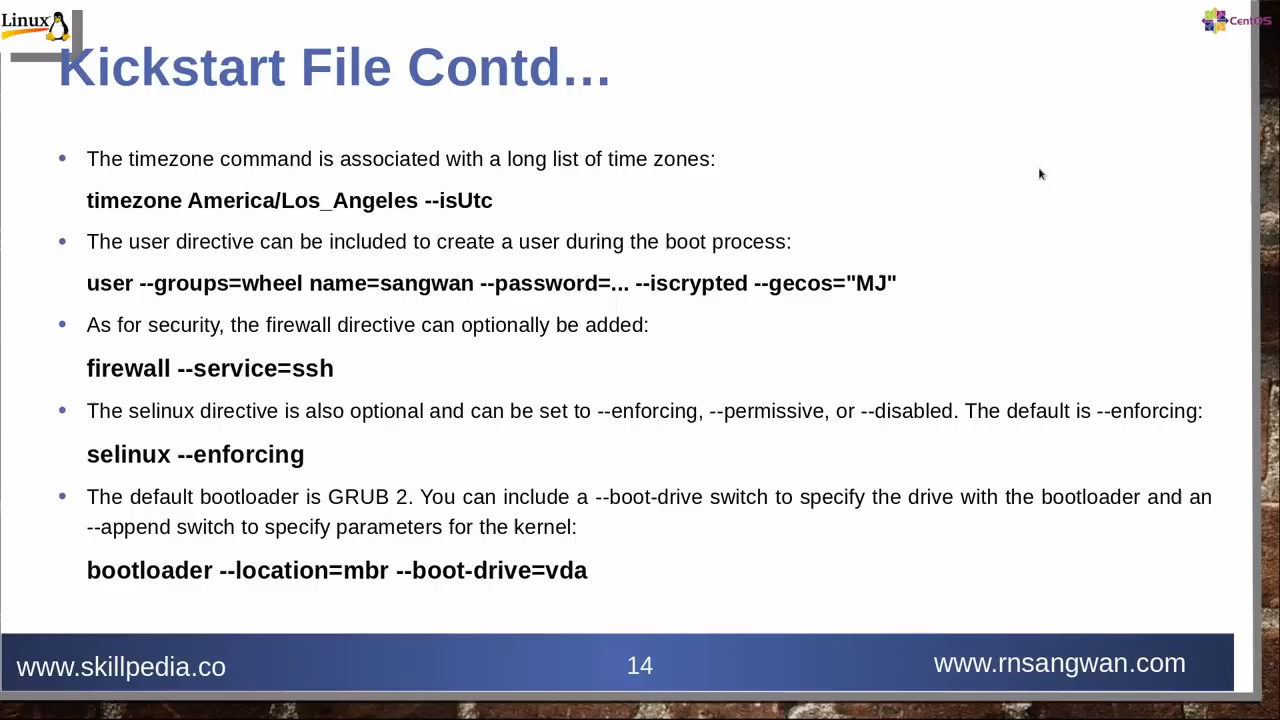 Linux
CentOS
Kickstart File Contd…
• The timezone command is associated with a long list of time zones:
timezone America/Los_Angeles --isUtc
• The user directive can be included to create a user during the boot process:
user --groups=wheel name=sangwan --password=... --iscrypted --gecos="MJ"
• As for security, the firewall directive can optionally be added:
firewall --service=ssh
• The selinux directive is also optional and can be set to --enforcing, --permissive, or --disabled. The default is --enforcing:
selinux --enforcing
• The default bootloader is GRUB 2. You can include a --boot-drive switch to specify the drive with the bootloader and an
--append switch to specify parameters for the kernel:
bootloader --location=mbr --boot-drive=vda
www.skillpedia.co
14
www.rnsangwan.com